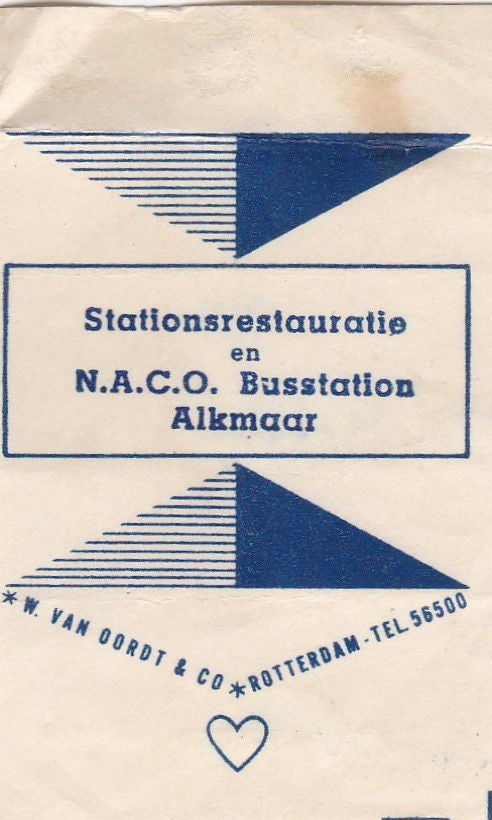 Stationsrestauratie
en
N.A.C.O. Busstation
Alkmaar
* W. VAN OORDT & CO * ROTTERDAM - TEL. 56500